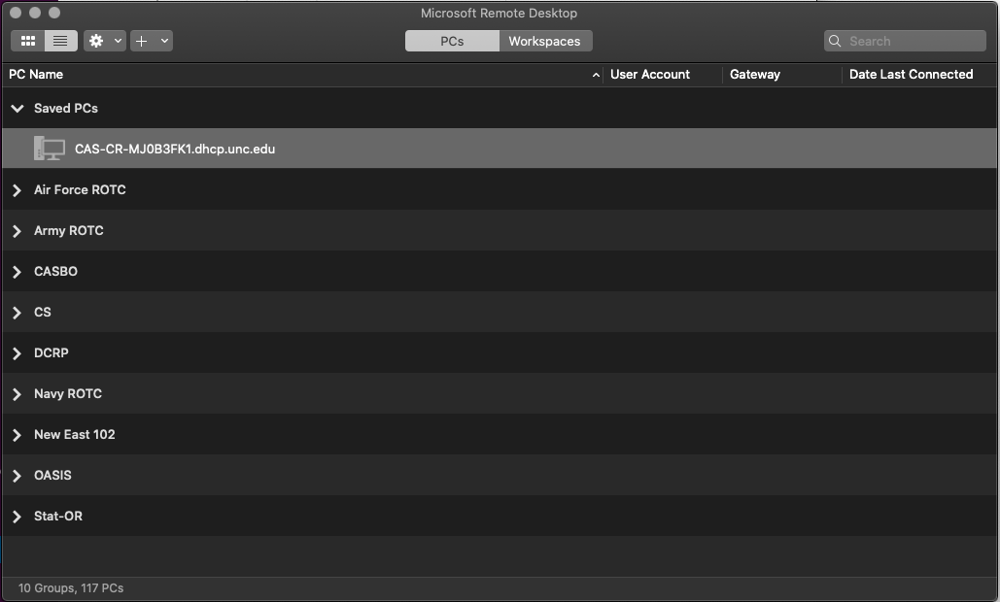 Microsoft Remote Desktop
PCs Workspaces Search
PC Name User Account Gateway Date Last Connected
Saved PCs
CAS-CR-MJ0B3FK1.dhcp.unc.edu
Air Force ROTC
Army ROTC
CASBO
CS
DCRP
Navy ROTC
New East 102
OASIS
Stat-OR
10 Groups, 117 PCs